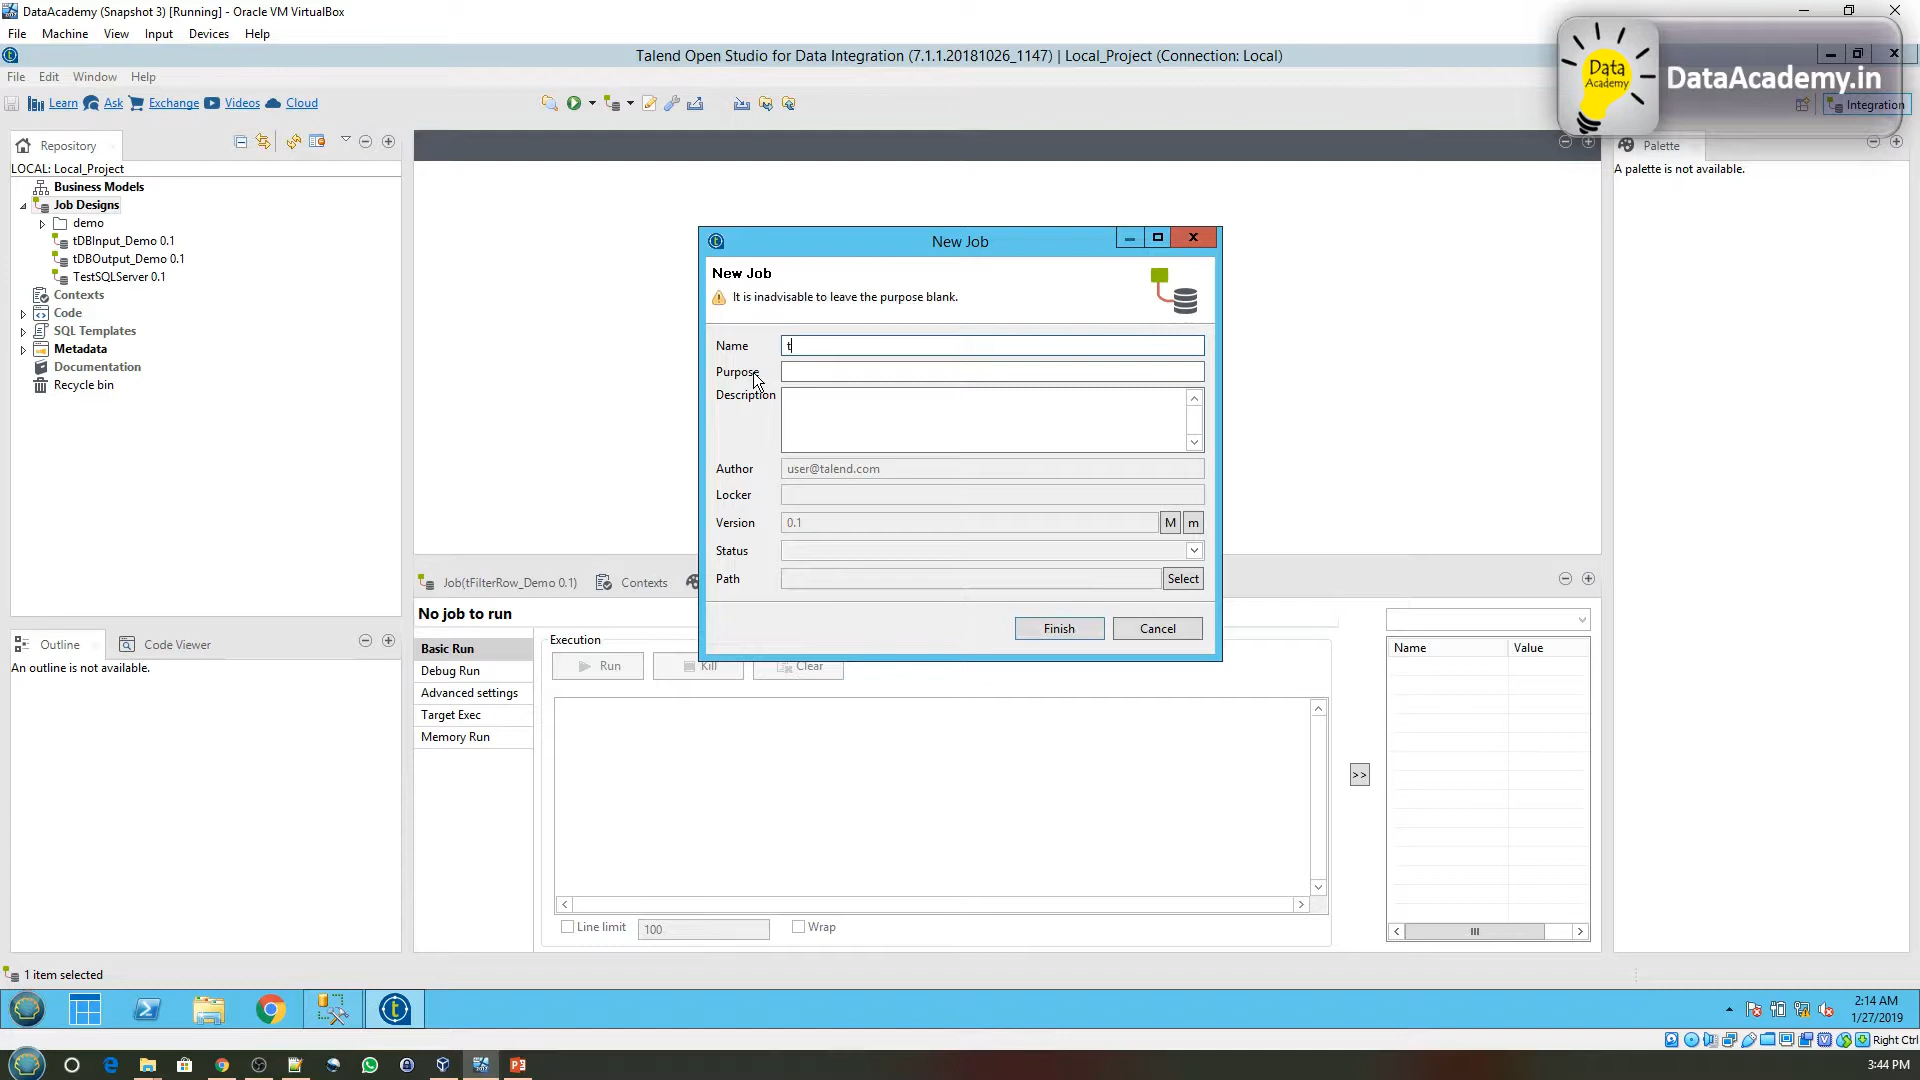 DataAcademy (Snapshot 3) [Running] - Oracle VM VirtualBox
File Machine View Input Devices Help
Talend Open Studio for Data Integration (7.1.1.20181026_1147) | Local_Project (Connection: Local)
File Edit Window Help
Data Academy
DataAcademy.in
Learn Ask Exchange Videos Cloud
Integration
Repository
LOCAL: Local_Project
Business Models
Job Designs
demo
tDBInput_Demo 0.1
tDBOutput_Demo 0.1
TestSQLServer 0.1
Contexts
Code
SQL Templates
Metadata
Documentation
Recycle bin
Palette
A palette is not available.
New Job
New Job
It is inadvisable to leave the purpose blank.
Name t
Purpose
Description
Author user@talend.com
Locker
Version 0.1 M m
Status
Path Select
Finish Cancel
Outline Code Viewer
An outline is not available.
Job(tFilterRow_Demo 0.1) Contexts
No job to run
Basic Run
Debug Run
Advanced settings
Target Exec
Memory Run
Execution
Run Kill Clear
>>
Name Value
Line limit 100 Wrap
1 item selected
2:14 AM
1/27/2019
Right Ctrl
3:44 PM